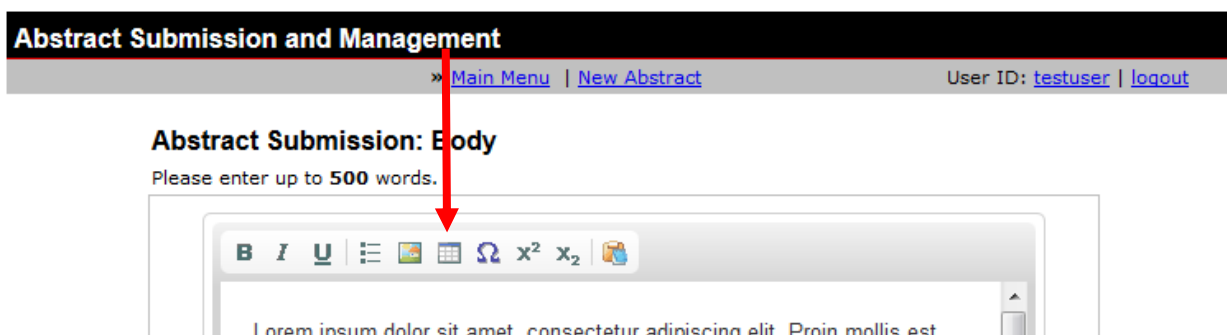 Abstract Submission and Management
» Main Menu | New Abstract User ID: testuser | logout
Abstract Submission: Body
Please enter up to 500 words.
B I U Ω x² x₂
Lorem ipsum dolor sit amet, consectetur adipiscing elit. Proin mollis est